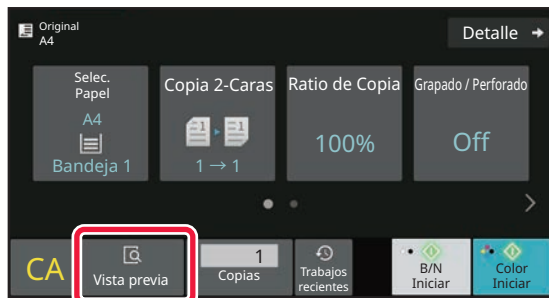 Original
A4
Detalle
Selec.
Papel
A4
Bandeja 1
Copia 2-Caras
1 → 1
Ratio de Copia
100%
Grapado / Perforado
Off
CA
Vista previa
1
Copias
Trabajos
recientes
B/N
Iniciar
Color
Iniciar